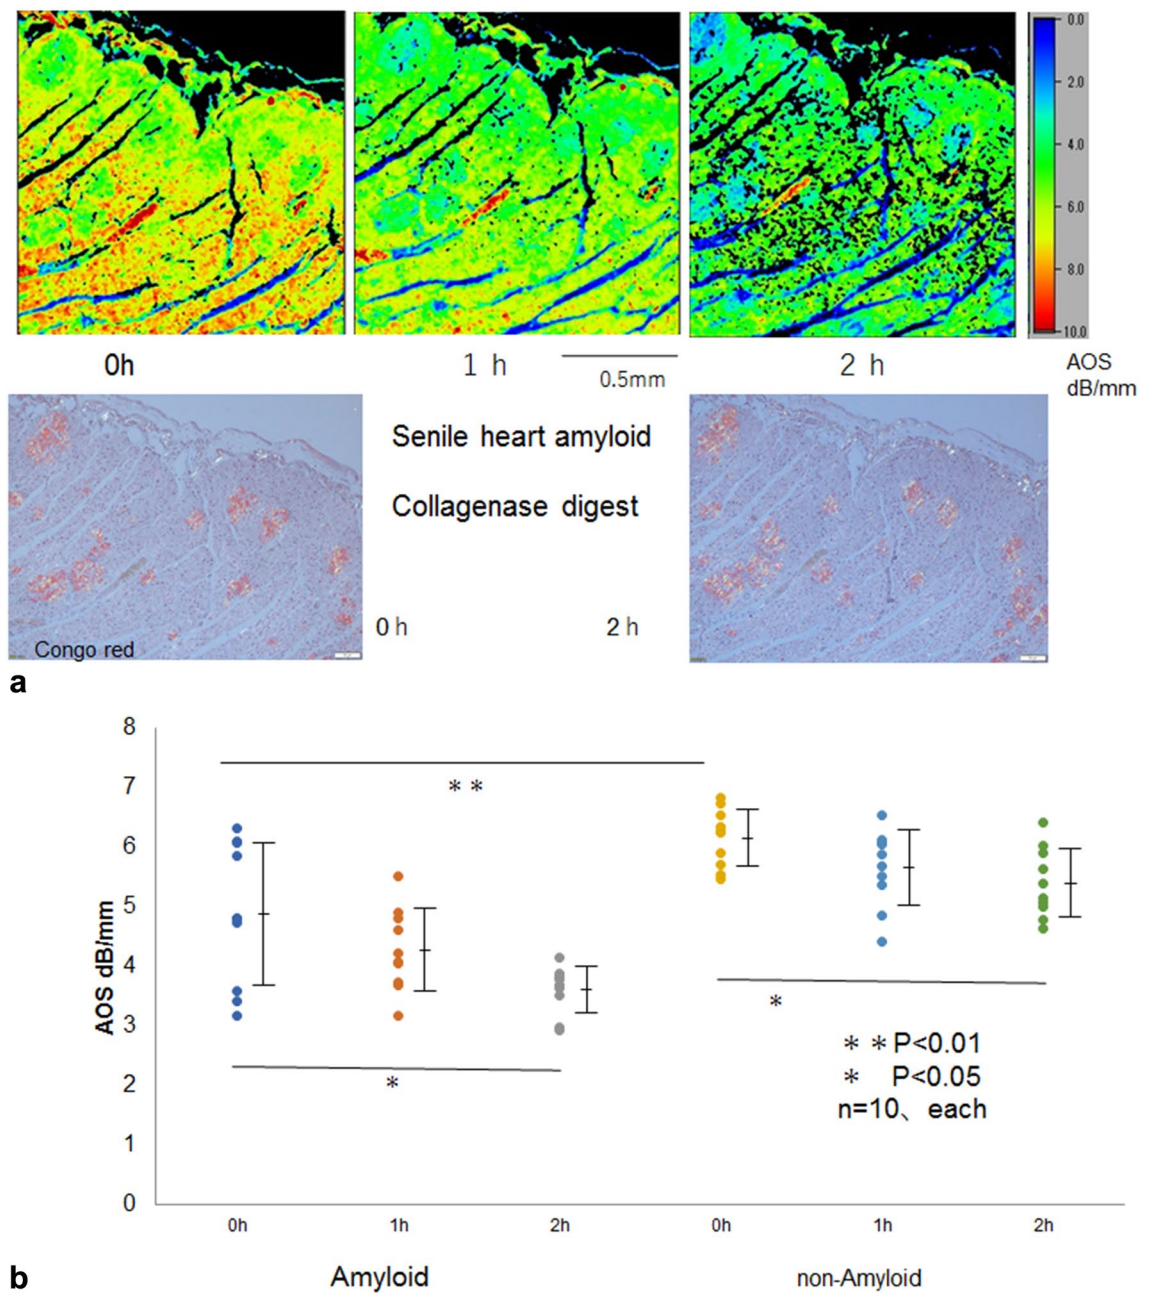 0.0
2.0
4.0
6.0
8.0
10.0
0h
1 h
0.5mm
2 h
AOS
dB/mm
Senile heart amyloid
Collagenase digest
0 h
2 h
Congo red
a
8
7
6
5
4
3
2
1
0
AOS dB/mm
* *
*
*
* * P<0.01
* P<0.05
n=10、each
0h
1h
2h
0h
1h
2h
Amyloid
non-Amyloid
b